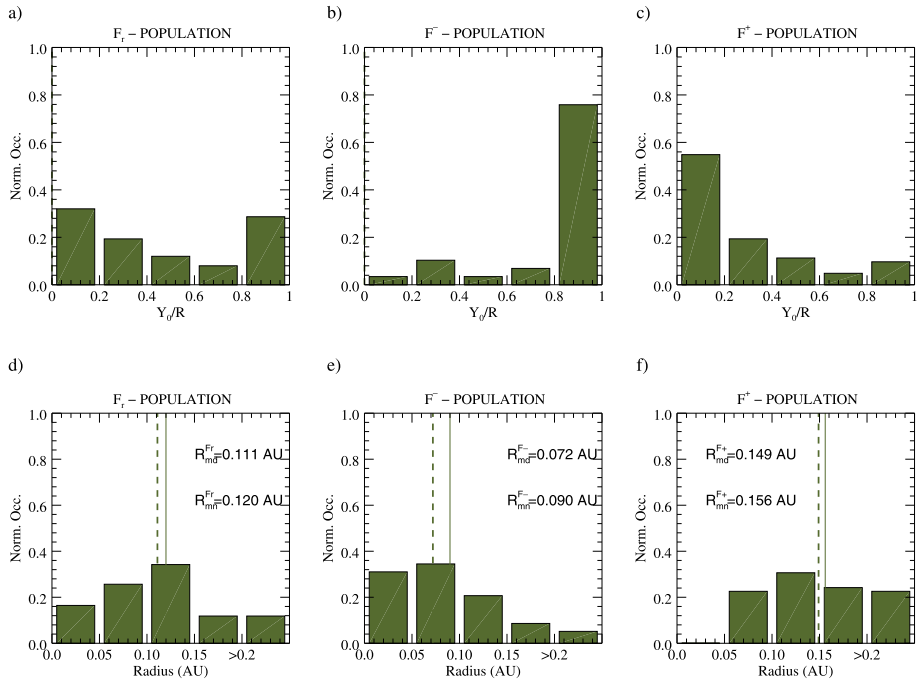 a)
F_r − POPULATION
1.0
0.8
0.6
0.4
0.2
0.0
Norm. Occ.
0.0 0.2 0.4 0.6 0.8 1
Y_0/R
b)
F^− − POPULATION
1.0
0.8
0.6
0.4
0.2
0.0
Norm. Occ.
0.0 0.2 0.4 0.6 0.8 1
Y_0/R
c)
F^+ − POPULATION
1.0
0.8
0.6
0.4
0.2
0.0
Norm. Occ.
0.0 0.2 0.4 0.6 0.8 1
Y_0/R
d)
F_r − POPULATION
1.0
0.8
0.6
0.4
0.2
0.0
Norm. Occ.
R_md^Fr=0.111 AU
R_mn^Fr=0.120 AU
0.0 0.05 0.10 0.15 >0.2
Radius (AU)
e)
F^− − POPULATION
1.0
0.8
0.6
0.4
0.2
0.0
Norm. Occ.
R_md^F−=0.072 AU
R_mn^F−=0.090 AU
0.0 0.05 0.10 0.15 >0.2
Radius (AU)
f)
F^+ − POPULATION
1.0
0.8
0.6
0.4
0.2
0.0
Norm. Occ.
R_md^F+=0.149 AU
R_mn^F+=0.156 AU
0.0 0.05 0.10 0.15 >0.2
Radius (AU)